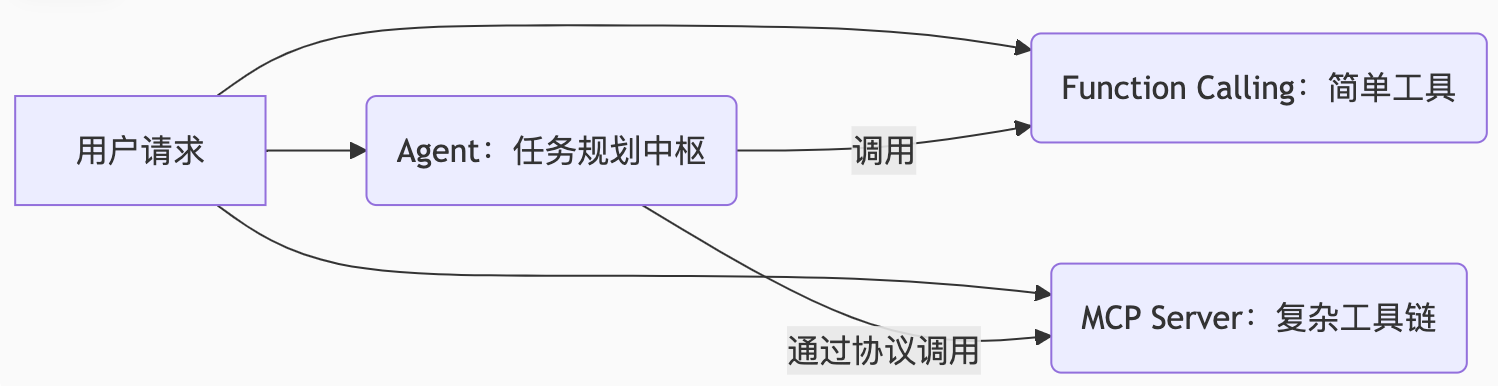 用户请求
Agent：任务规划中枢
调用
Function Calling：简单工具
通过协议调用
MCP Server：复杂工具链